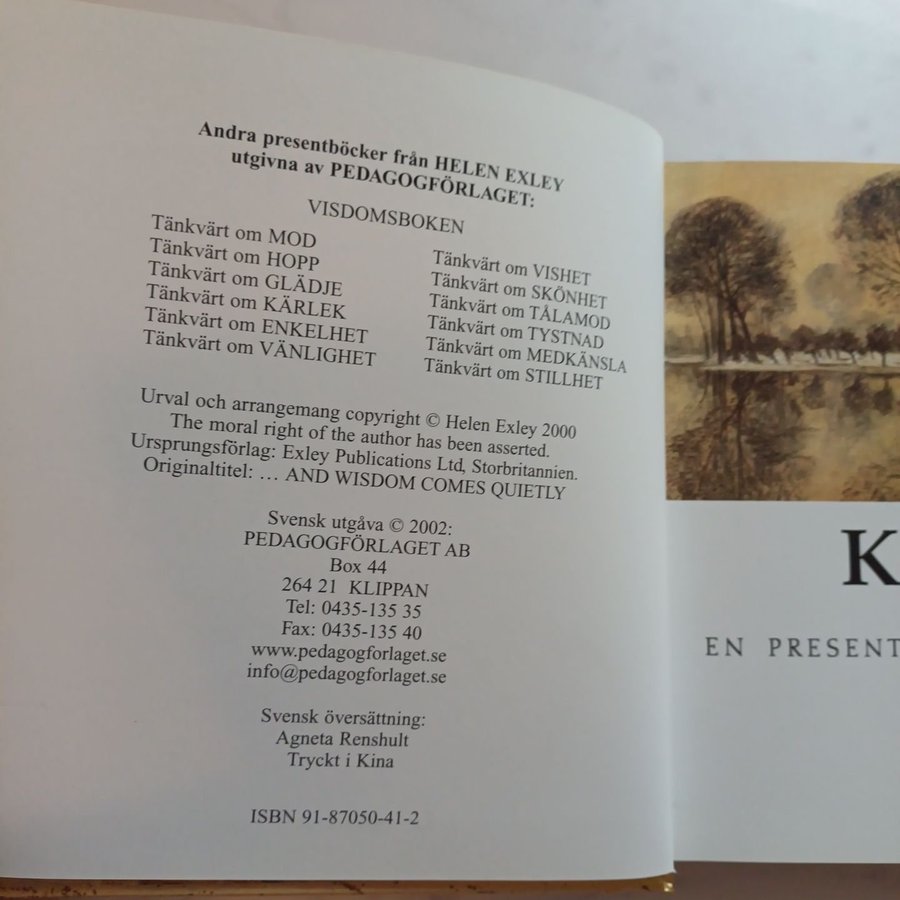 Andra presentböcker från HELEN EXLEY
utgivna av PEDAGOGFÖRLAGET:
VISDOMSBOKEN
Tänkvärt om MOD
Tänkvärt om HOPP
Tänkvärt om GLÄDJE
Tänkvärt om KÄRLEK
Tänkvärt om ENKELHET
Tänkvärt om VÄNLIGHET
Tänkvärt om VISHET
Tänkvärt om SKÖNHET
Tänkvärt om TÅLAMOD
Tänkvärt om TYSTNAD
Tänkvärt om MEDKÄNSLA
Tänkvärt om STILLHET
Urval och arrangemang copyright © Helen Exley 2000
The moral right of the author has been asserted.
Ursprungsförlag: Exley Publications Ltd, Storbritannien.
Originaltitel: … AND WISDOM COMES QUIETLY
Svensk utgåva © 2002:
PEDAGOGFÖRLAGET AB
Box 44
264 21 KLIPPAN
Tel: 0435-135 35
Fax: 0435-135 40
www.pedagogforlaget.se
info@pedagogforlaget.se
Svensk översättning:
Agneta Renshult
Tryckt i Kina
ISBN 91-87050-41-2
K
EN PRESENT